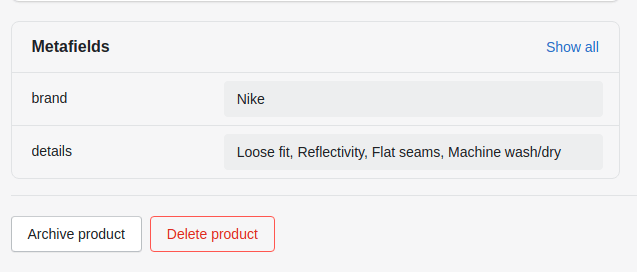 Metafields
Show all
brand
Nike
details
Loose fit, Reflectivity, Flat seams, Machine wash/dry
Archive product
Delete product